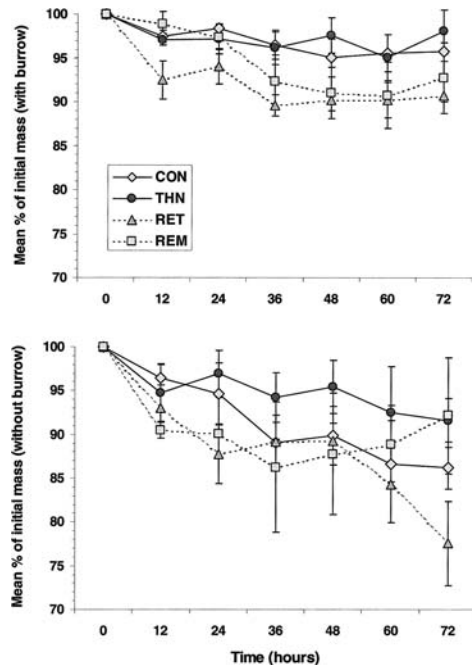 Mean % of initial mass (with burrow)
100
95
90
85
80
75
70
CON
THN
RET
REM
0 12 24 36 48 60 72
Mean % of initial mass (without burrow)
100
95
90
85
80
75
70
0 12 24 36 48 60 72
Time (hours)